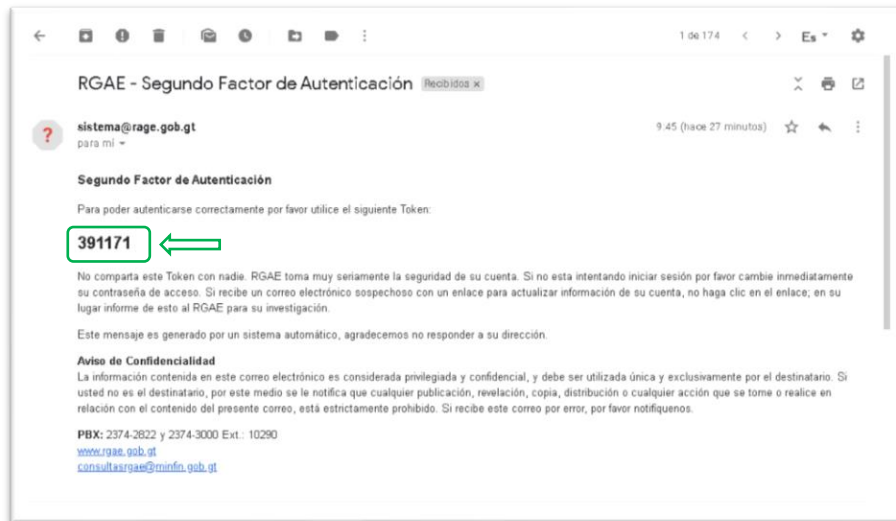 1 de 174
Es
RGAE - Segundo Factor de Autenticación Recibidos x
sistema@rage.gob.gt
9:45 (hace 27 minutos)
para mí
Segundo Factor de Autenticación
Para poder autenticarse correctamente por favor utilice el siguiente Token:
391171
No comparta este Token con nadie. RGAE toma muy seriamente la seguridad de su cuenta. Si no esta intentando iniciar sesión por favor cambie inmediatamente
su contraseña de acceso. Si recibe un correo electrónico sospechoso con un enlace para actualizar información de su cuenta, no haga clic en el enlace; en su
lugar informe de esto al RGAE para su investigación.
Este mensaje es generado por un sistema automático, agradecemos no responder a su dirección.
Aviso de Confidencialidad
La información contenida en este correo electrónico es considerada privilegiada y confidencial, y debe ser utilizada única y exclusivamente por el destinatario. Si
usted no es el destinatario, por este medio se le notifica que cualquier publicación, revelación, copia, distribución o cualquier acción que se tome o realice en
relación con el contenido del presente correo, está estrictamente prohibido. Si recibe este correo por error, por favor notifíquenos.
PBX: 2374-2822 y 2374-3000 Ext.: 10290
www.rgae.gob.gt
consultasrgae@minfin.gob.gt